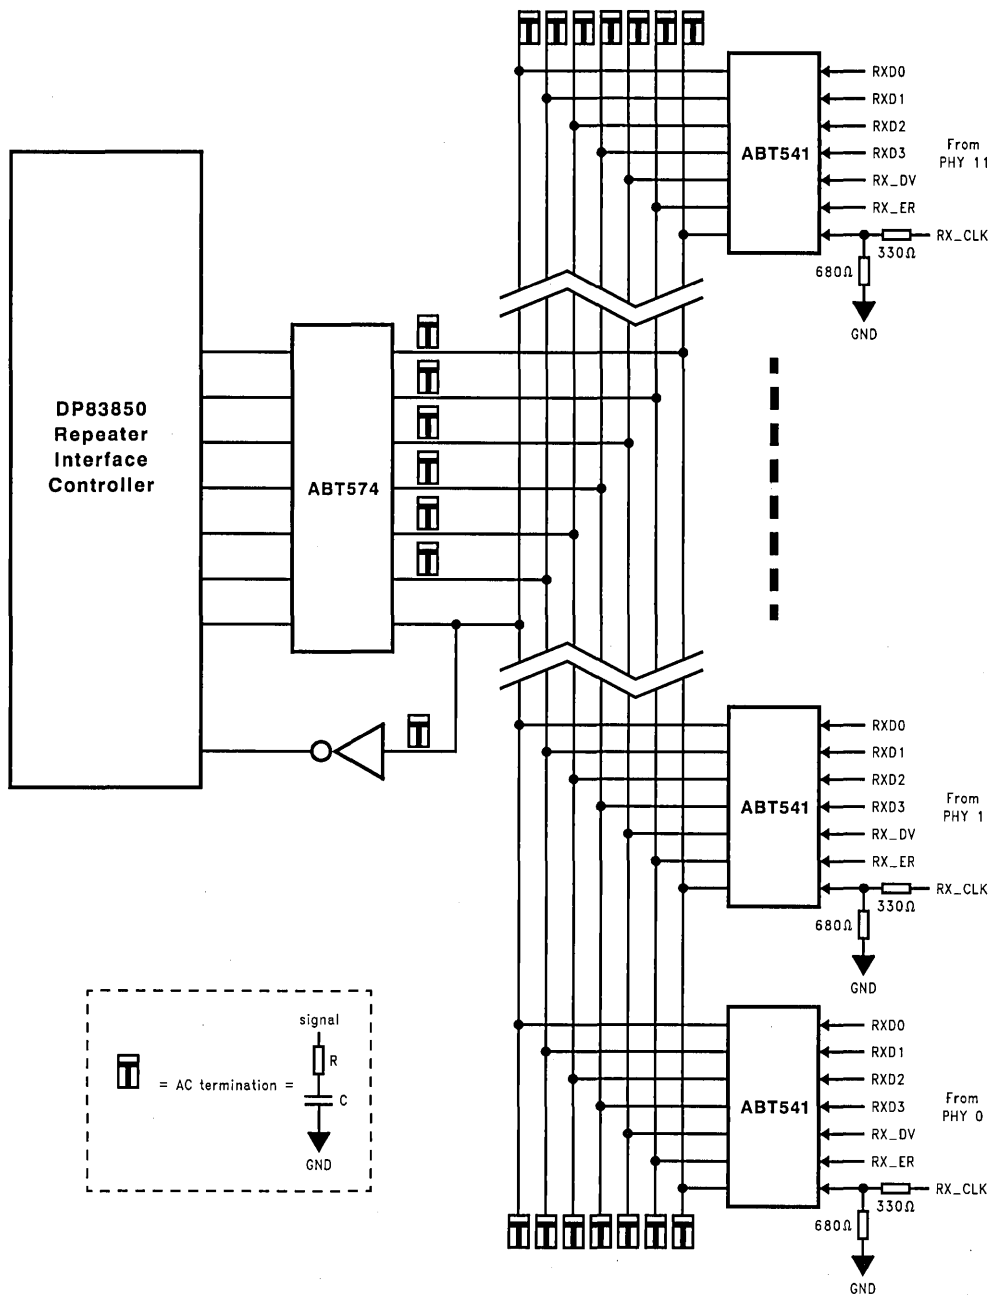 RXD0
RXD1
RXD2
RXD3
RX_DV
RX_ER
RX_CLK
ABT541
From
PHY 11
330Ω
680Ω
GND
DP83850
Repeater
Interface
Controller
ABT574
RXD0
RXD1
RXD2
RXD3
RX_DV
RX_ER
RX_CLK
ABT541
From
PHY 1
330Ω
680Ω
GND
signal
R
= AC termination =
C
GND
RXD0
RXD1
RXD2
RXD3
RX_DV
RX_ER
RX_CLK
ABT541
From
PHY 0
330Ω
680Ω
GND